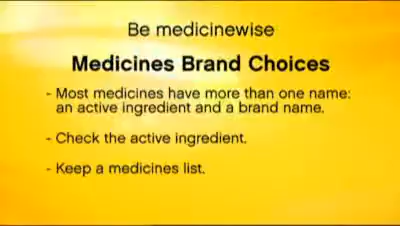 Be medicinewise
Medicines Brand Choices
- Most medicines have more than one name:
an active ingredient and a brand name.
- Check the active ingredient.
- Keep a medicines list.